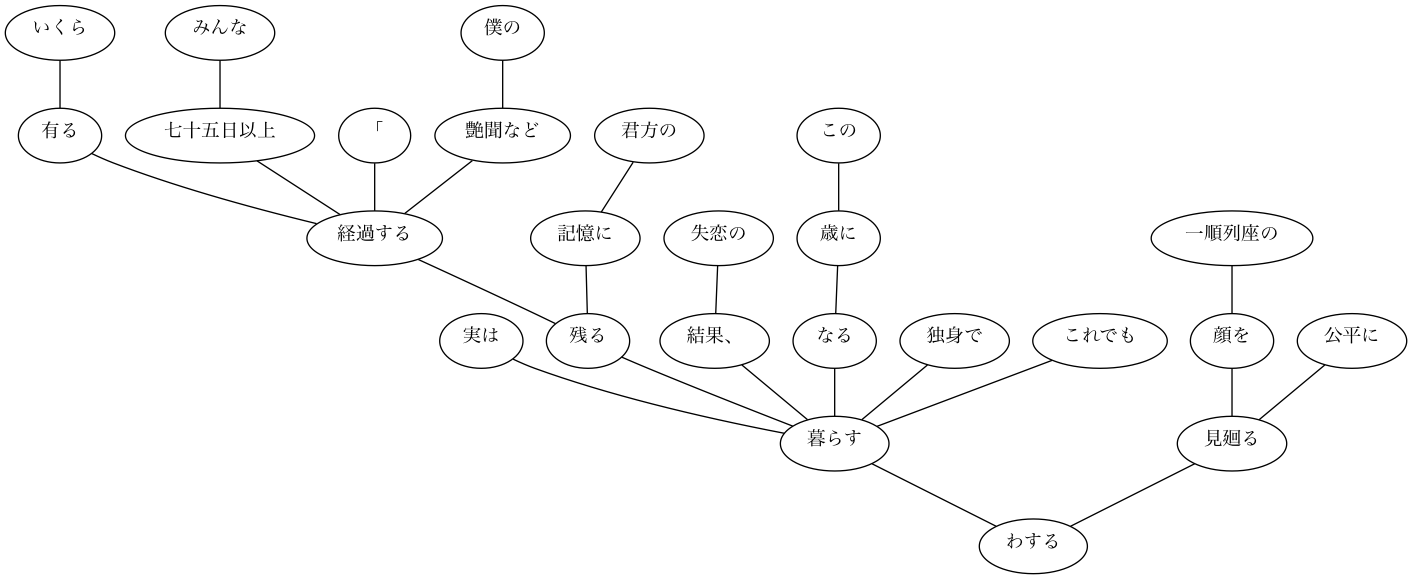 いくら
みんな
僕の
有る
七十五日以上
「
艶聞など
君方の
この
経過する
記憶に
失恋の
歳に
一順列座の
実は
残る
結果、
なる
独身で
これでも
顔を
公平に
暮らす
見廻る
わする